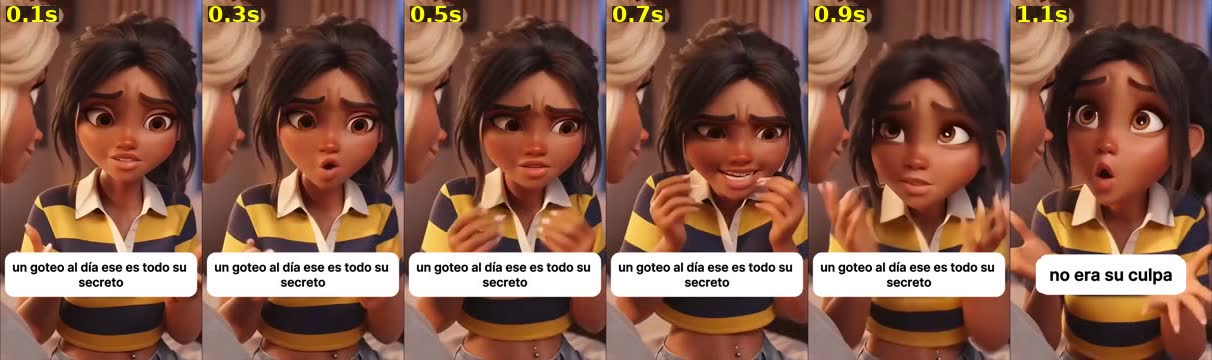 0.1s
0.3s
0.5s
0.7s
0.9s
1.1s
un goteo al día ese es todo su
secreto
un goteo al día ese es todo su
secreto
un goteo al día ese es todo su
secreto
un goteo al día ese es todo su
secreto
un goteo al día ese es todo su
secreto
no era su culpa